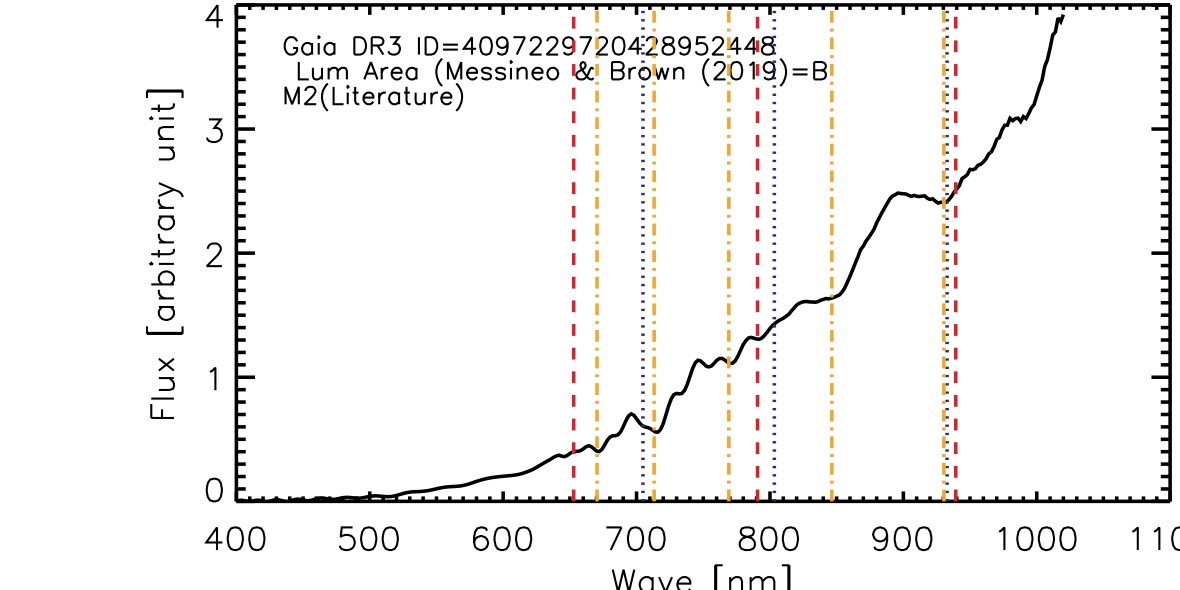 4
Gaia DR3 ID=4097229720428952448
Lum Area (Messineo & Brown (2019)=B
M2(Literature)
3
Flux [arbitrary unit]
2
1
0
400 500 600 700 800 900 1000 110
Wave [nm]